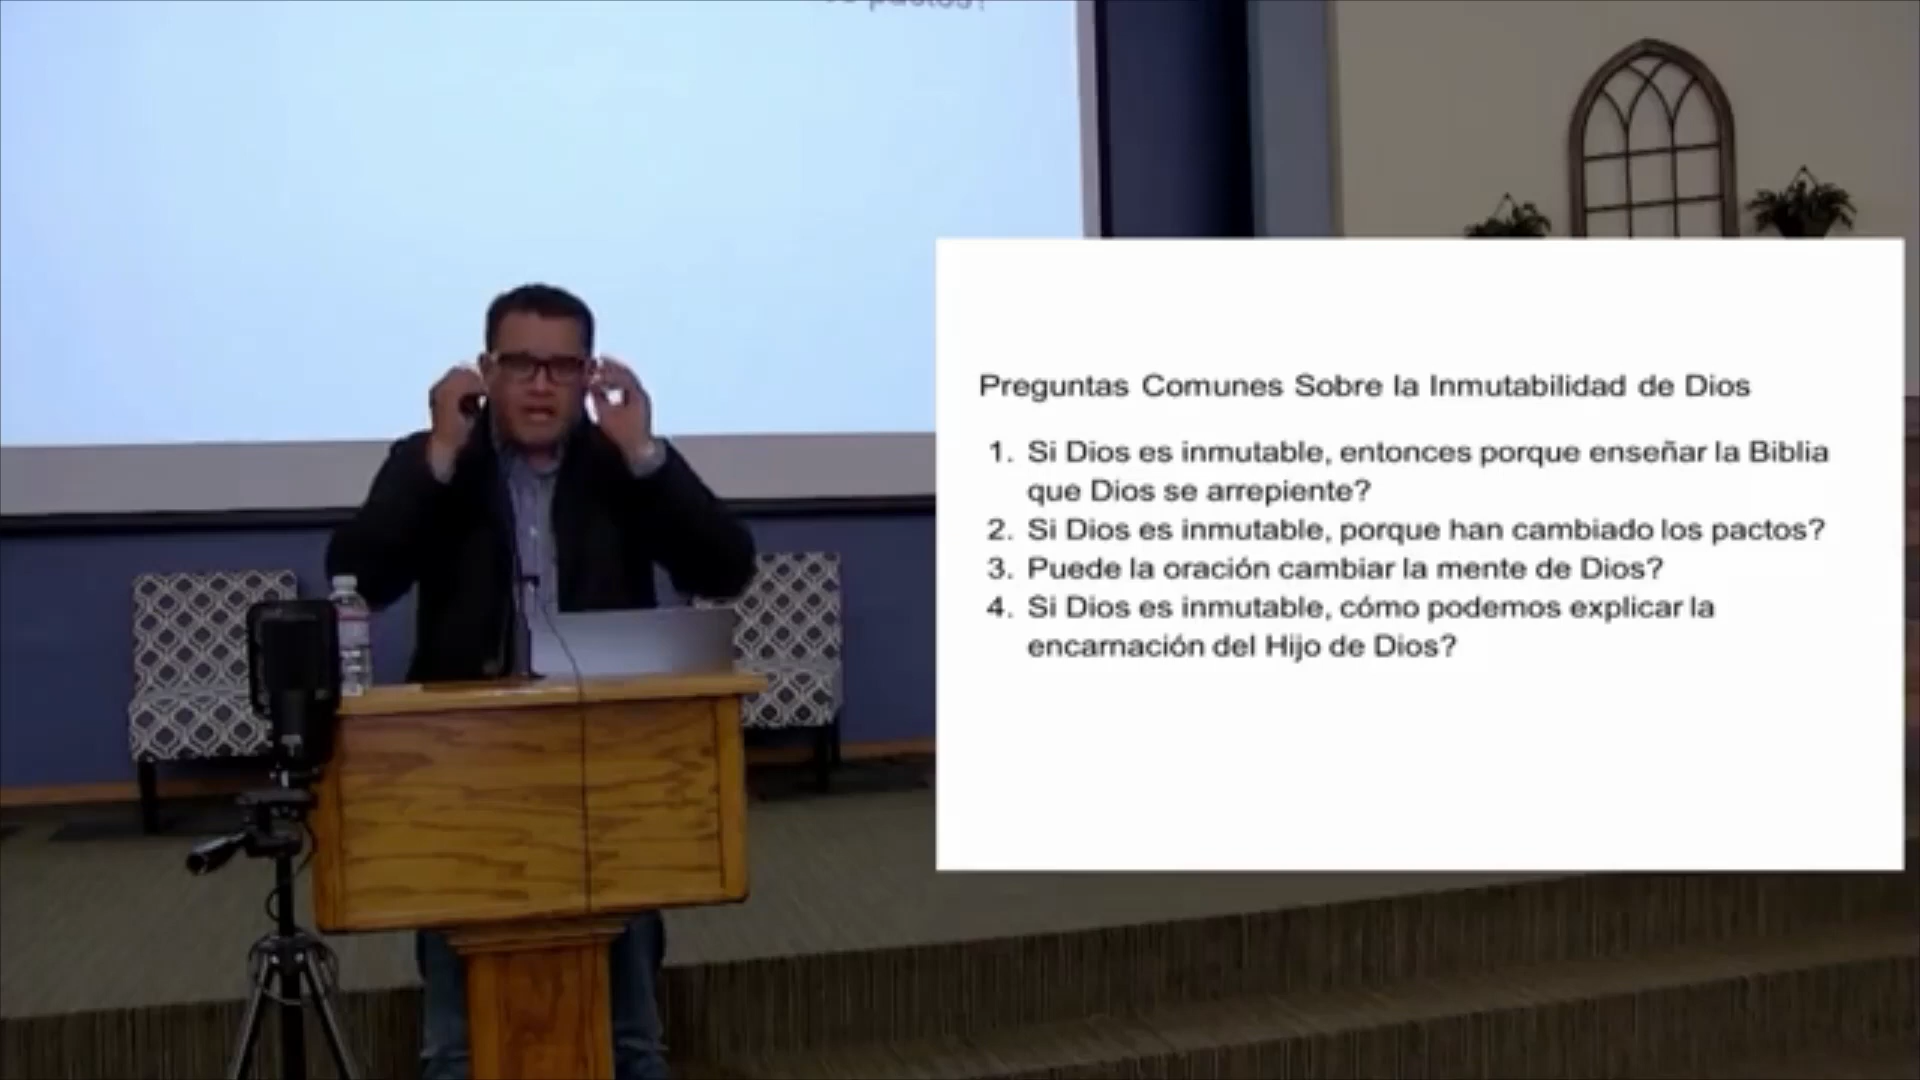 pactos?
Preguntas Comunes Sobre la Inmutabilidad de Dios
1. Si Dios es inmutable, entonces porque enseñar la Biblia
que Dios se arrepiente?
2. Si Dios es inmutable, porque han cambiado los pactos?
3. Puede la oración cambiar la mente de Dios?
4. Si Dios es inmutable, cómo podemos explicar la
encarnación del Hijo de Dios?